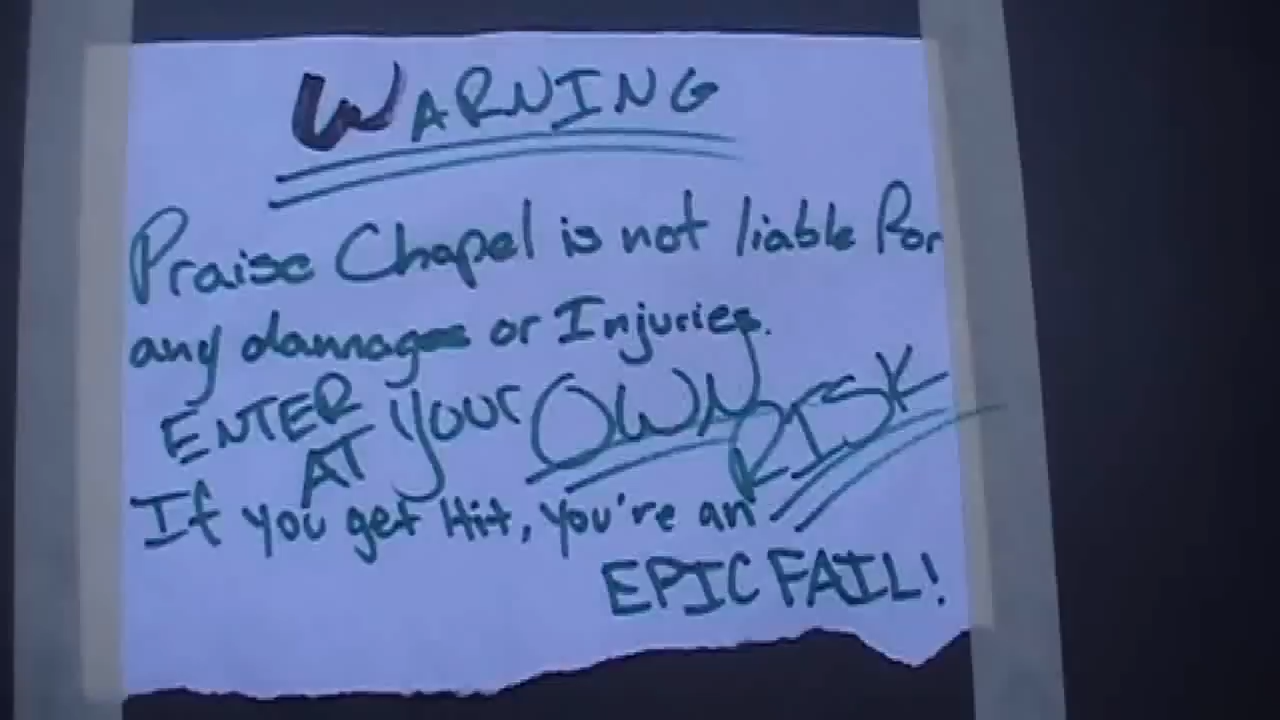 WARNING
Praise Chapel is not liable for
any damages or Injuries.
ENTER AT YOUR OWN RISK
If you get Hit, you're an
EPIC FAIL!